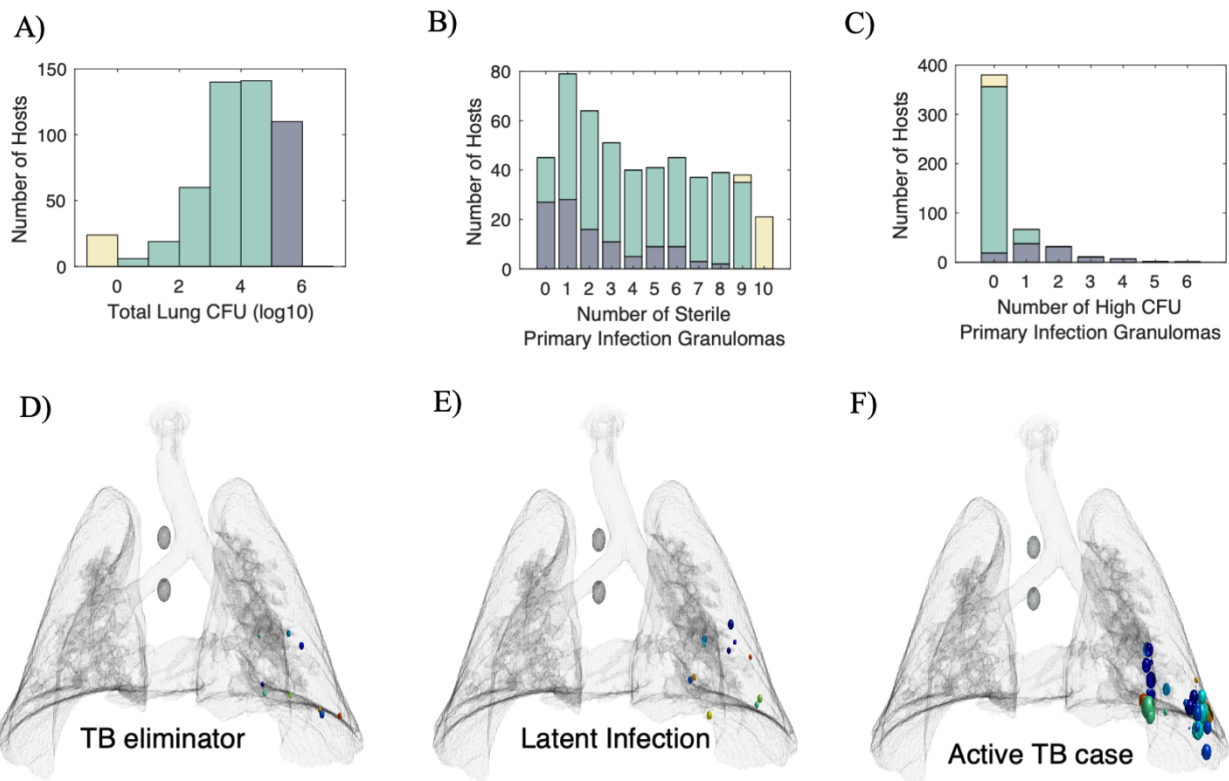 A)
150
100
50
0
Number of Hosts
0 2 4 6
Total Lung CFU (log10)
B)
80
60
40
20
0
Number of Hosts
0 1 2 3 4 5 6 7 8 9 10
Number of Sterile
Primary Infection Granulomas
C)
400
300
200
100
0
Number of Hosts
0 1 2 3 4 5 6
Number of High CFU
Primary Infection Granulomas
D)
TB eliminator
E)
Latent Infection
F)
Active TB case